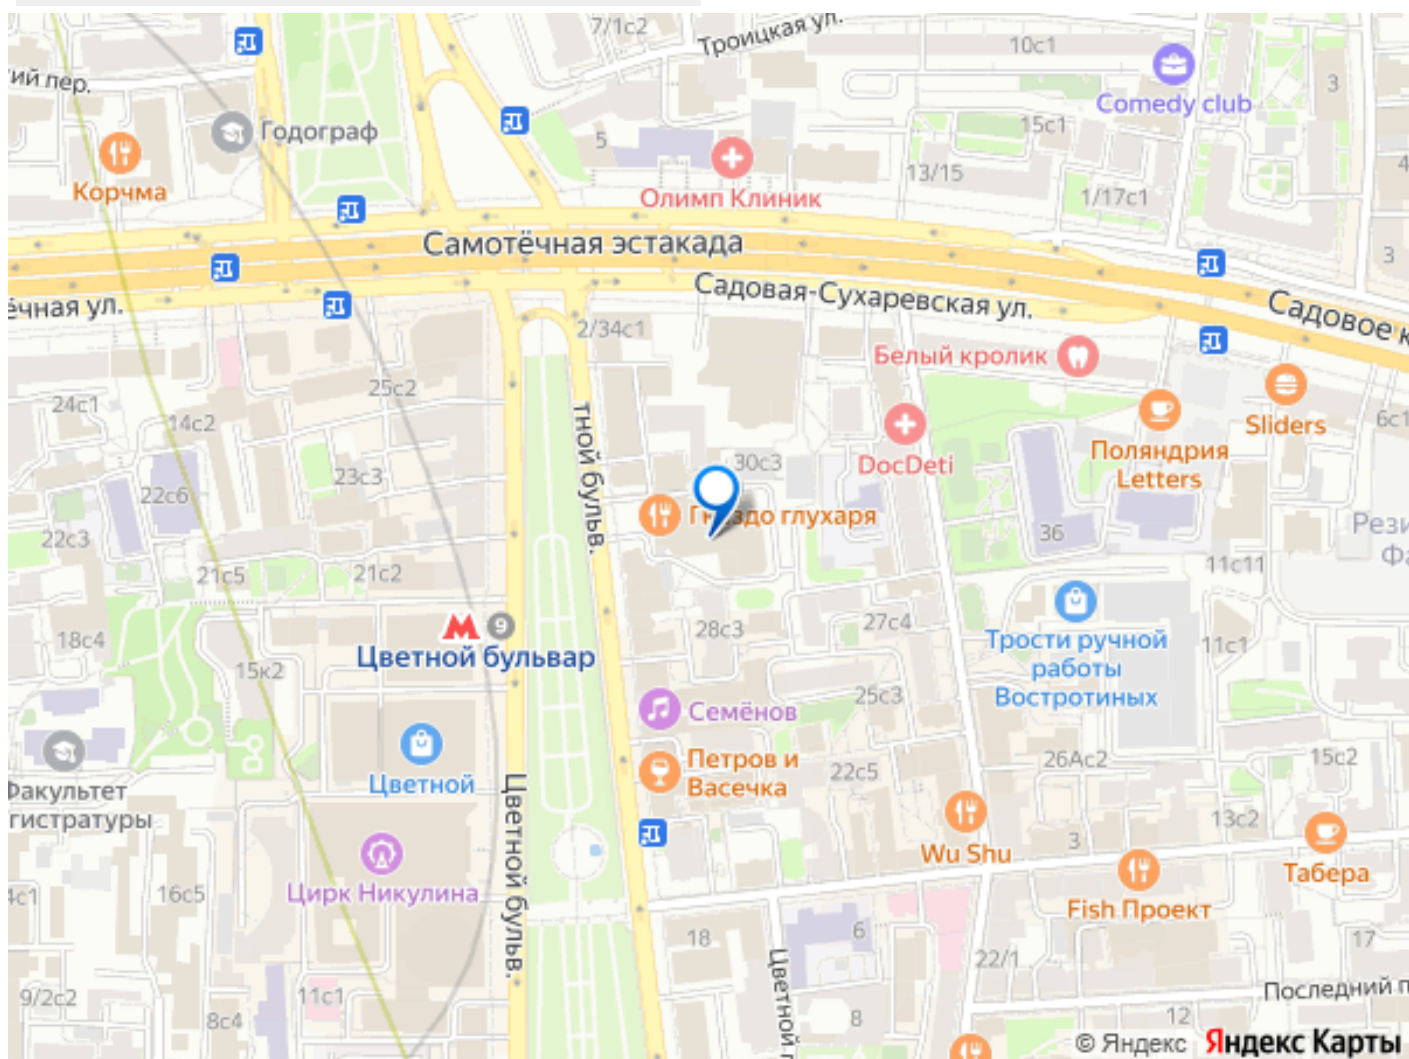 7/1с2
Троицкая ул.
10с1
ий пер.
Comedy club
3
Годограф
5
15с1
4
Корчма
Олимп Клиник
13/15
1/17с1
Самотёчная эстакада
3
ёчная ул.
Садовая-Сухаревская ул.
Садовое к
2/34с1
Белый кролик
25с2
24с1
14с2
Sliders
6с1
тной бульв.
DocDeti
Поляндрия
Letters
30с3
23с3
22с6
Гнездо глухаря
36
Рези
Фа
22с3
21с5
21с2
11с11
9
Цветной бульвар
28с3
27с4
18с4
Трости ручной
работы
Востротиных
11с1
15к2
Семёнов
25с3
Цветной
Петров и
Васечка
22с5
26Ас2
15с2
Факультет
гистратуры
Цветной бульв.
13с2
3
Wu Shu
Табера
Цирк Никулина
4с1
16с5
Fish Проект
18
6
17
22/1
Цветной п
9/2с2
11с1
Последний п
8с4
8
12
© Яндекс Яндекс Карты